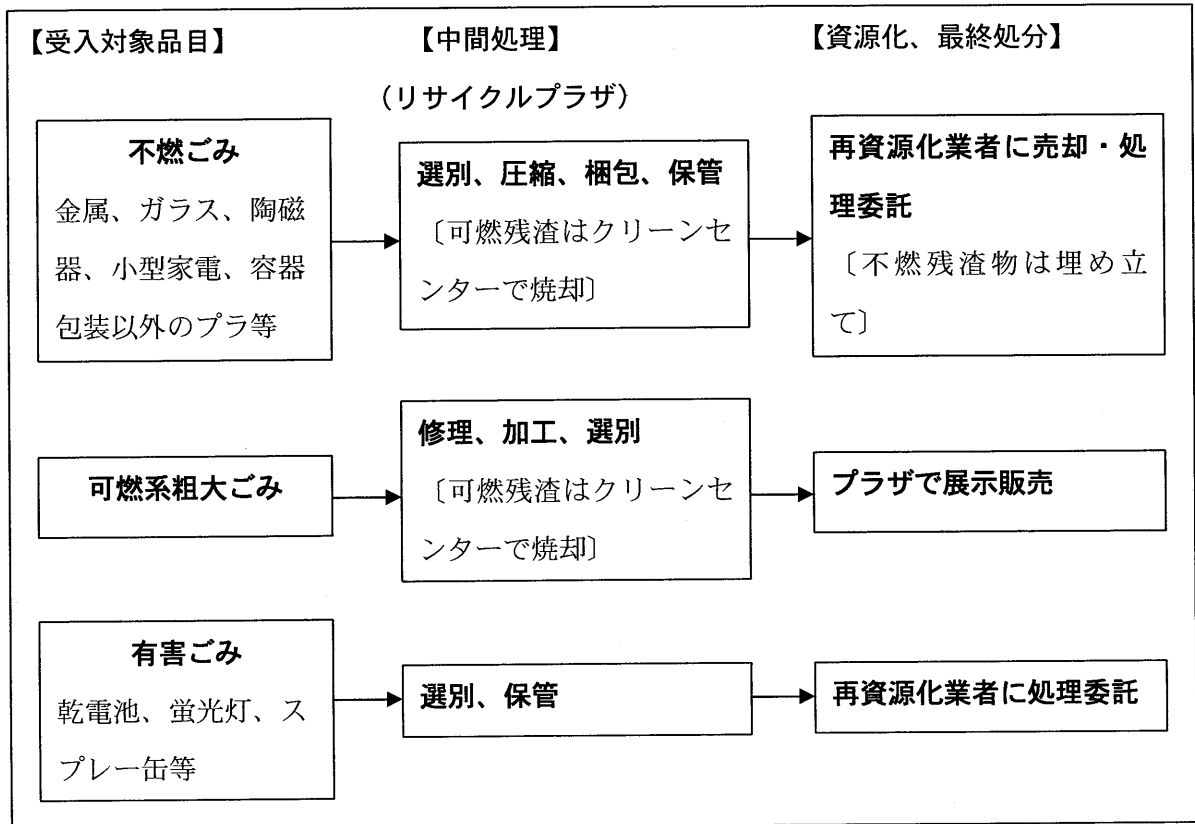 【受入対象品目】
【中間処理】
【資源化、最終処分】
（リサイクルプラザ）
不燃ごみ
金属、ガラス、陶磁
器、小型家電、容器
包装以外のプラ等
選別、圧縮、梱包、保管
〔可燃残渣はクリーンセ
ンターで焼却〕
再資源化業者に売却・処
理委託
〔不燃残渣物は埋め立
て〕
可燃系粗大ごみ
修理、加工、選別
〔可燃残渣はクリーンセ
ンターで焼却〕
プラザで展示販売
有害ごみ
乾電池、蛍光灯、ス
プレー缶等
選別、保管
再資源化業者に処理委託